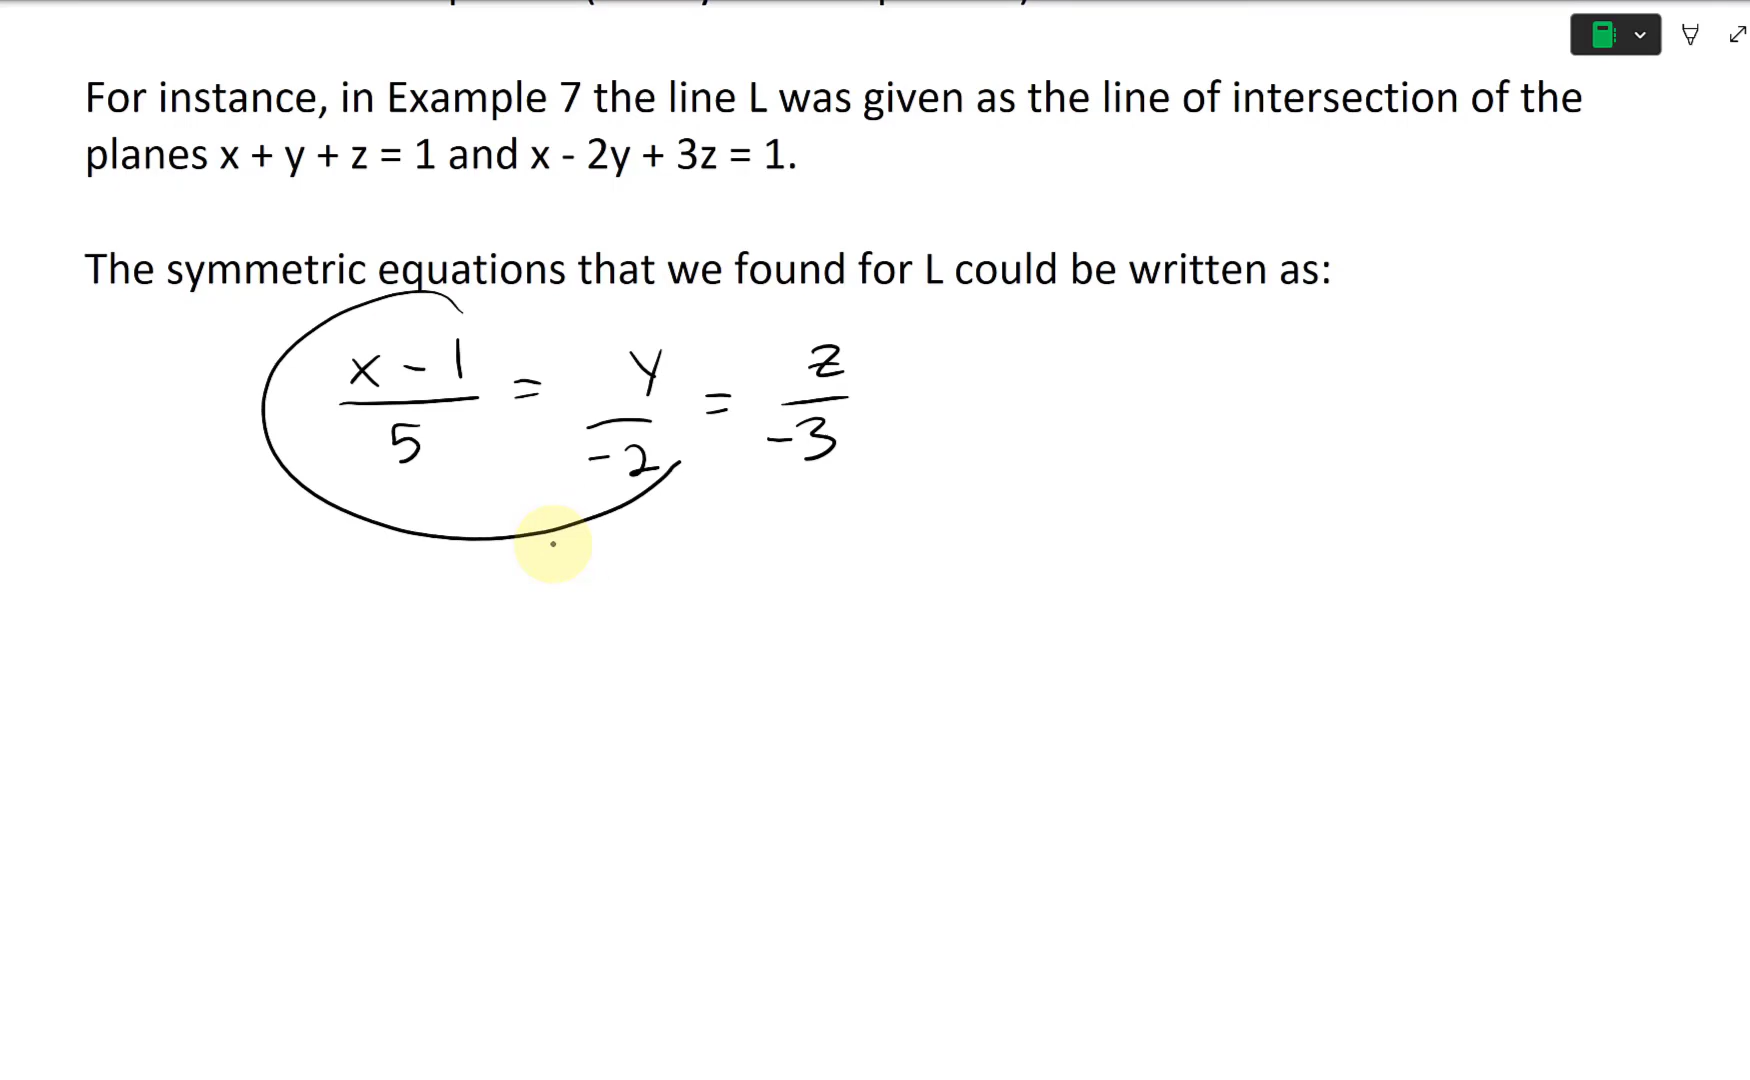 For instance, in Example 7 the line L was given as the line of intersection of the
planes x + y + z = 1 and x - 2y + 3z = 1.
The symmetric equations that we found for L could be written as:
x - 1 / 5 = y / -2 = z / -3